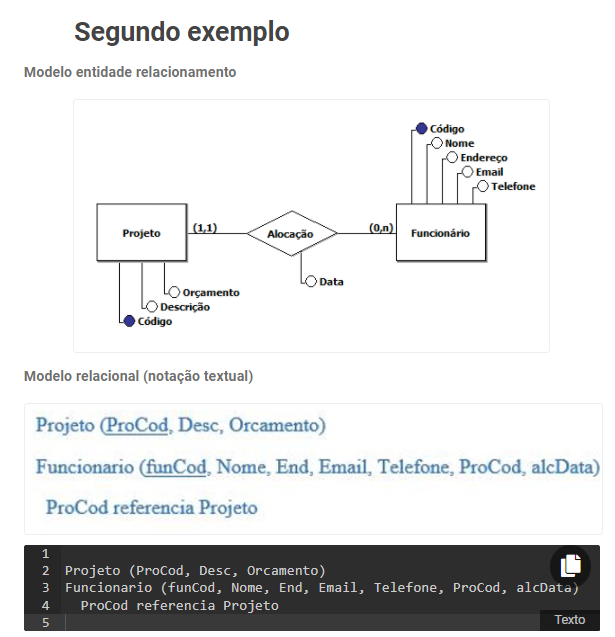 Segundo exemplo
Modelo entidade relacionamento
Código
Nome
Endereço
Email
Telefone
Projeto
(1,1)
Alocação
(0,n)
Funcionário
Data
Orçamento
Descrição
Código
Modelo relacional (notação textual)
Projeto (ProCod, Desc, Orcamento)
Funcionario (funCod, Nome, End, Email, Telefone, ProCod, alcData)
ProCod referencia Projeto
1
2 Projeto (ProCod, Desc, Orcamento)
3 Funcionario (funCod, Nome, End, Email, Telefone, ProCod, alcData)
4 ProCod referencia Projeto
5
Texto